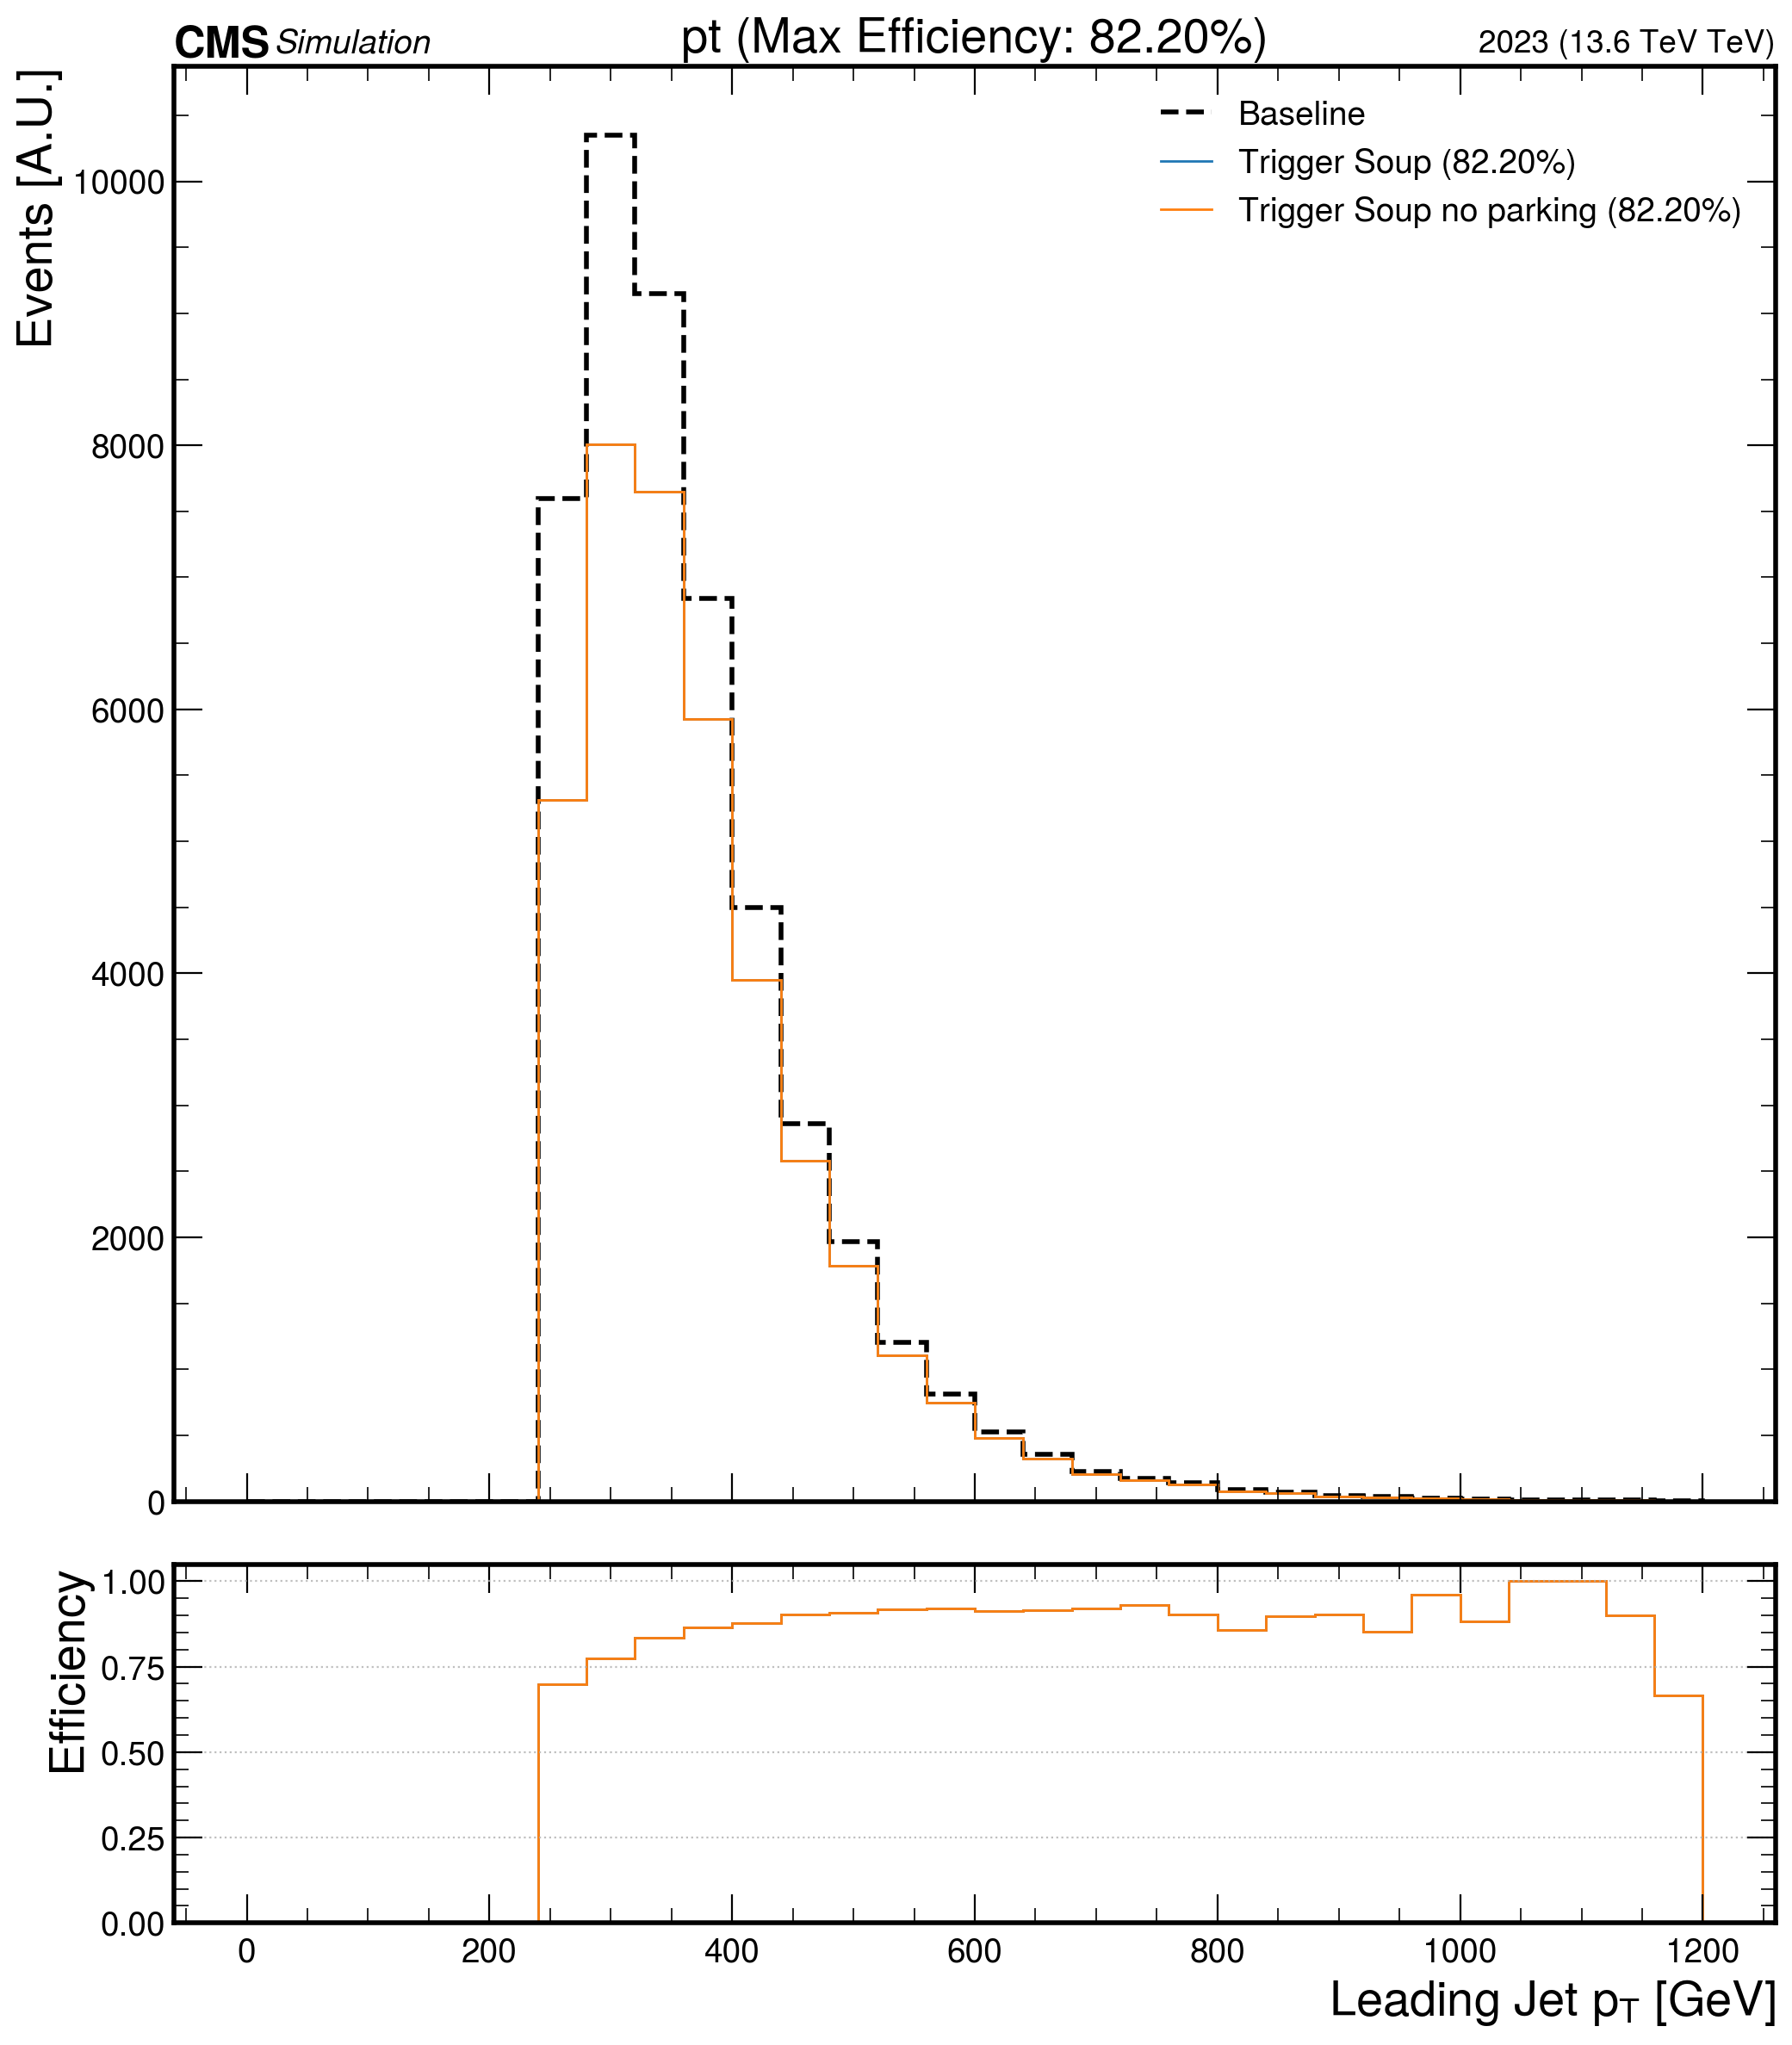 CMS Simulation pt (Max Efficiency: 82.20%) 2023 (13.6 TeV TeV)
Events [A.U.]
Baseline
Trigger Soup (82.20%)
Trigger Soup no parking (82.20%)
10000
8000
6000
4000
2000
0
Efficiency
1.00
0.75
0.50
0.25
0.00
0 200 400 600 800 1000 1200
Leading Jet pT [GeV]